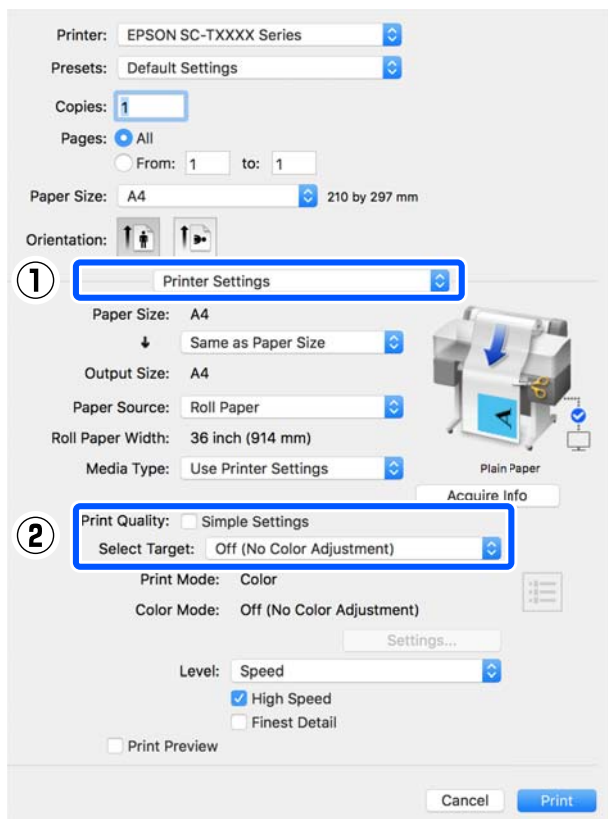 Printer: EPSON SC-TXXXX Series
Presets: Default Settings
Copies: 1
Pages: All
From: 1 to: 1
Paper Size: A4 210 by 297 mm
Orientation:
① Printer Settings
Paper Size: A4
Same as Paper Size
Output Size: A4
Paper Source: Roll Paper
Roll Paper Width: 36 inch (914 mm)
Media Type: Use Printer Settings
Plain Paper
Acquire Info
② Print Quality: Simple Settings
Select Target: Off (No Color Adjustment)
Print Mode: Color
Color Mode: Off (No Color Adjustment)
Settings...
Level: Speed
High Speed
Finest Detail
Print Preview
Cancel Print